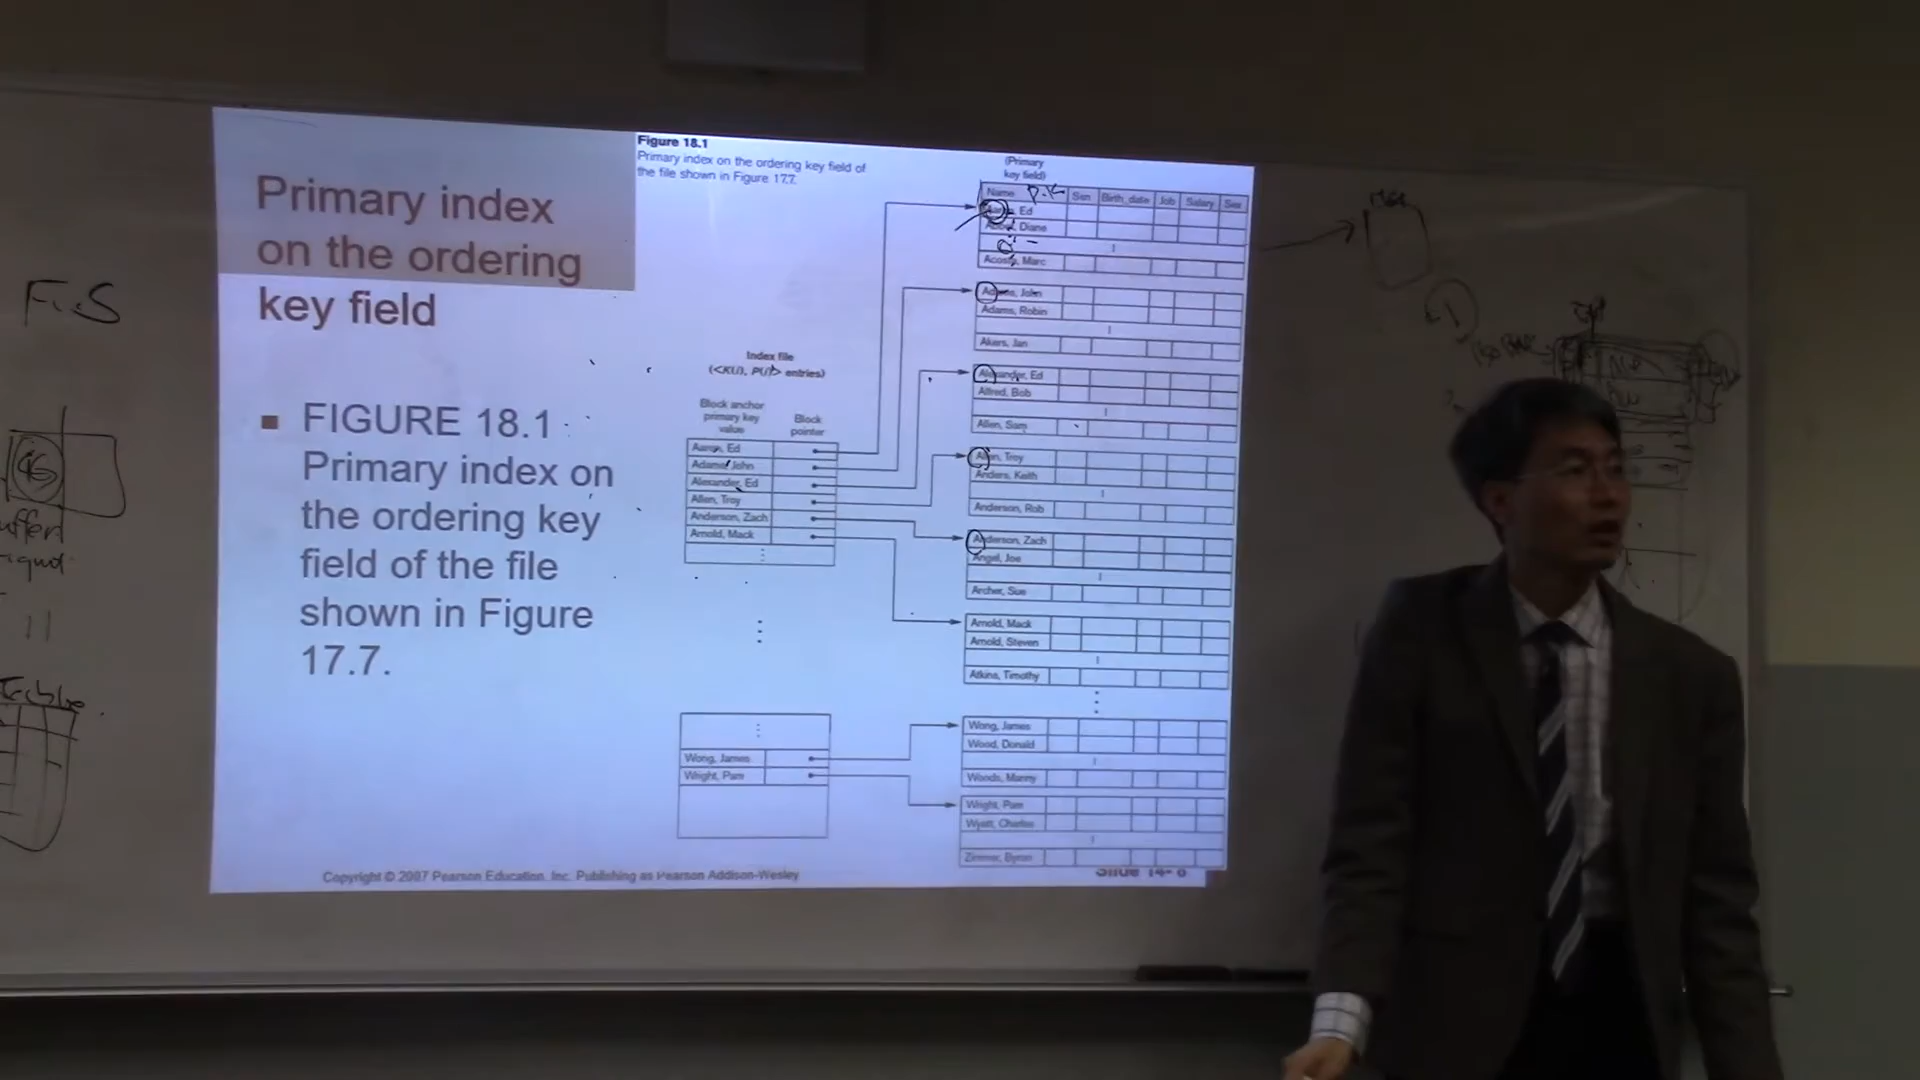 Primary index
on the ordering
key field
FIGURE 18.1
Primary index on
the ordering key
field of the file
shown in Figure
17.7.
Figure 18.1
Primary index on the ordering key field of
the file shown in Figure 17.7.
Index file
(<K(i), P(i)> entries)
Block anchor
primary key
value
Block
pointer
Aaron, Ed
Adams, John
Alexander, Ed
Allen, Troy
Anderson, Zach
Arnold, Mack
Wong, James
Wright, Pam
(Primary
key field)
Name P.K Ssn Birth_date Job Salary Sex
Aaron, Ed
Abbot, Diane
Acosta, Marc
Adams, John
Adams, Robin
Akers, Jan
Alexander, Ed
Alfred, Bob
Allen, Sam
Allen, Troy
Anders, Keith
Anderson, Rob
Anderson, Zach
Angel, Joe
Archer, Sue
Arnold, Mack
Arnold, Steven
Atkins, Timothy
Wong, James
Wood, Donald
Woods, Manny
Wright, Pam
Wyatt, Charles
Zimmer, Byron
Copyright © 2007 Pearson Education, Inc. Publishing as Pearson Addison-Wesley
Slide 14- 6
Table